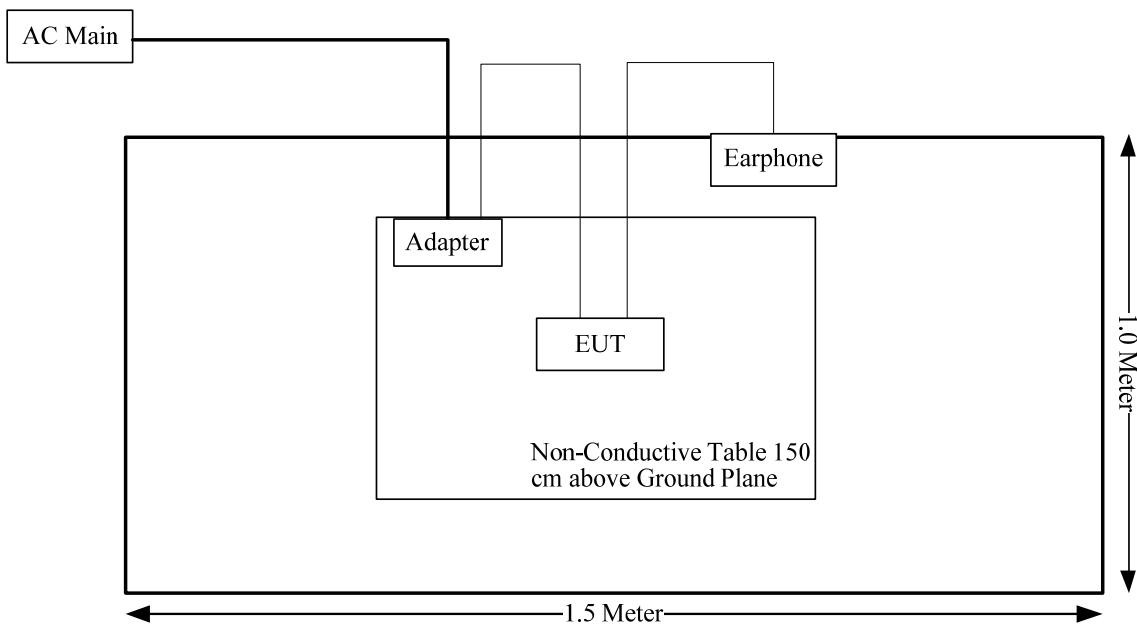 AC Main
Earphone
Adapter
EUT
Non-Conductive Table 150
cm above Ground Plane
1.0 Meter
1.5 Meter